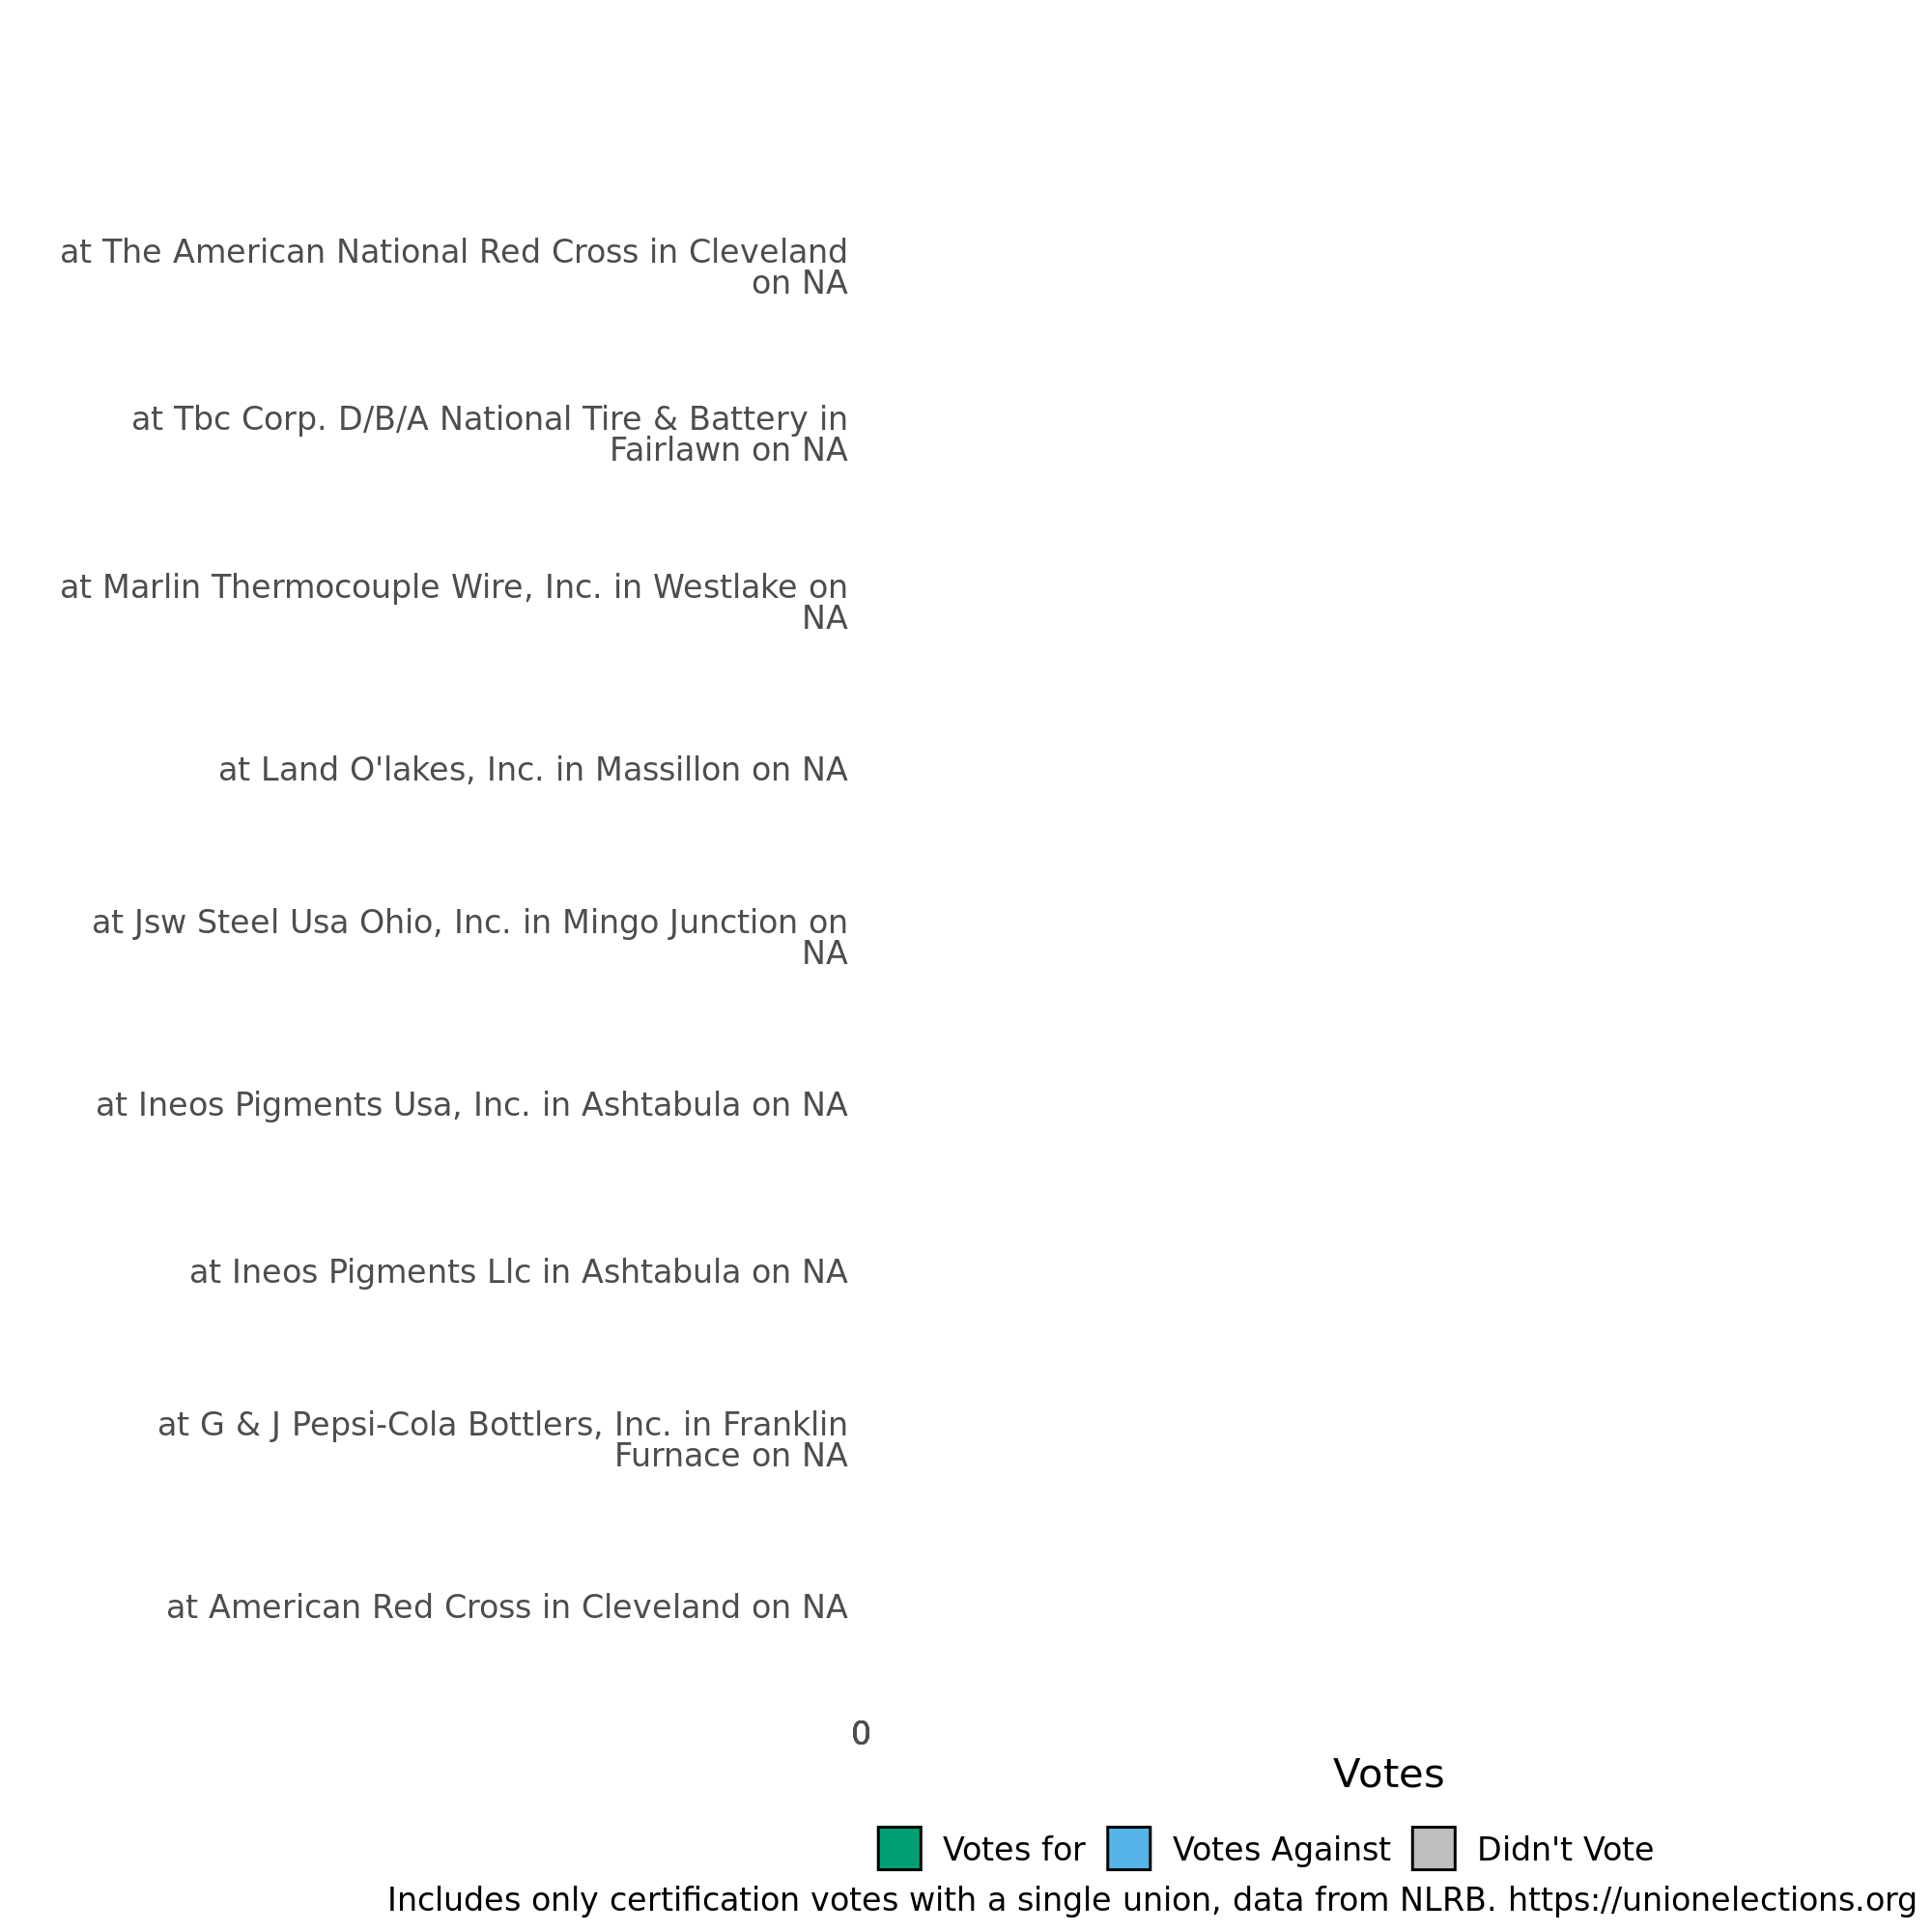 at The American National Red Cross in Cleveland
on NA
at Tbc Corp. D/B/A National Tire & Battery in
Fairlawn on NA
at Marlin Thermocouple Wire, Inc. in Westlake on
NA
at Land O'lakes, Inc. in Massillon on NA
at Jsw Steel Usa Ohio, Inc. in Mingo Junction on
NA
at Ineos Pigments Usa, Inc. in Ashtabula on NA
at Ineos Pigments Llc in Ashtabula on NA
at G & J Pepsi-Cola Bottlers, Inc. in Franklin
Furnace on NA
at American Red Cross in Cleveland on NA
0
Votes
Votes for Votes Against Didn't Vote
Includes only certification votes with a single union, data from NLRB. https://unionelections.org